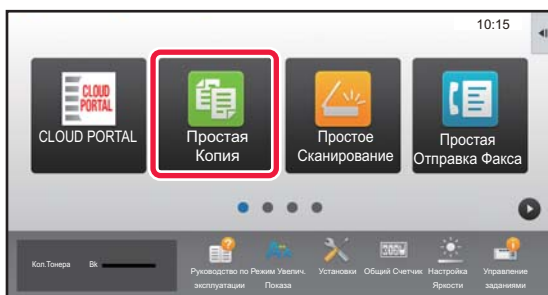 10:15
CLOUD
PORTAL
CLOUD PORTAL
Простая
Копия
Простое
Сканирование
Простая
Отправка Факса
Кол.Тонера Bk
Руководство по
эксплуатации
Режим Увелич.
Показа
Установки
Общий Счетчик
Настройка
Яркости
Управление
заданиями